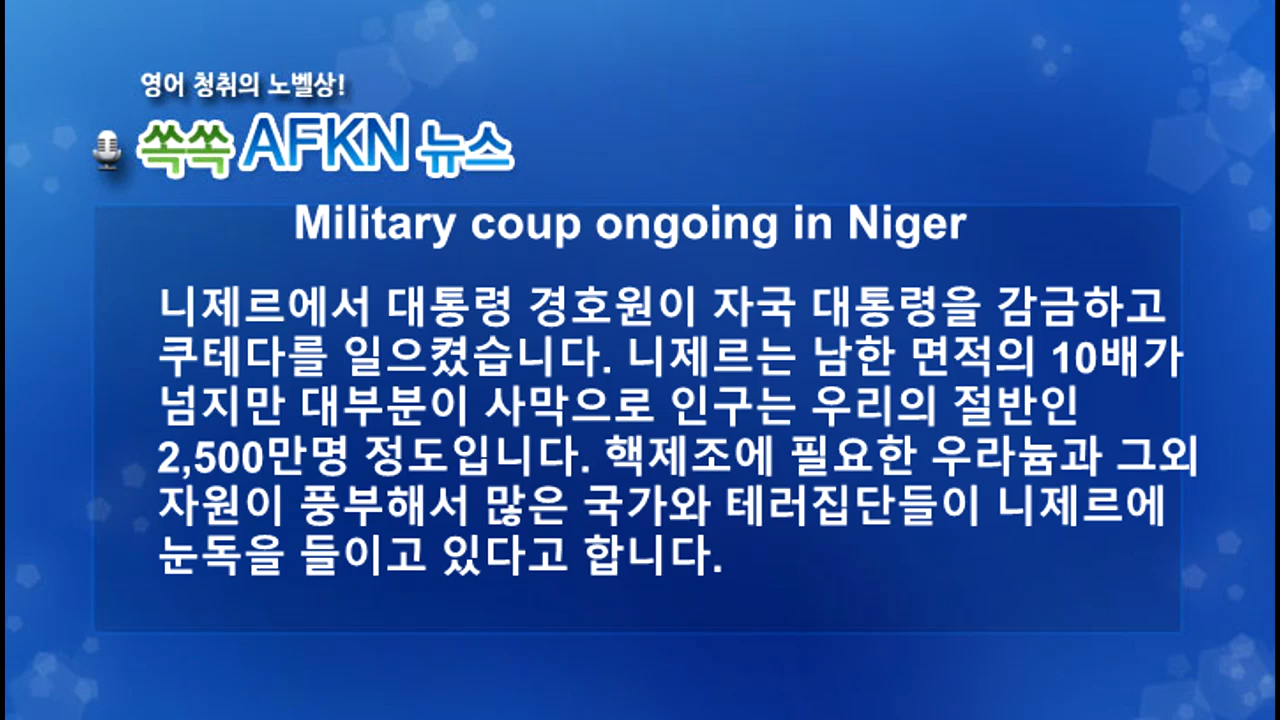 영어 청취의 노벨상!
쏙쏙 AFKN 뉴스
Military coup ongoing in Niger
니제르에서 대통령 경호원이 자국 대통령을 감금하고
쿠테다를 일으켰습니다. 니제르는 남한 면적의 10배가
넘지만 대부분이 사막으로 인구는 우리의 절반인
2,500만명 정도입니다. 핵제조에 필요한 우라늄과 그외
자원이 풍부해서 많은 국가와 테러집단들이 니제르에
눈독을 들이고 있다고 합니다.